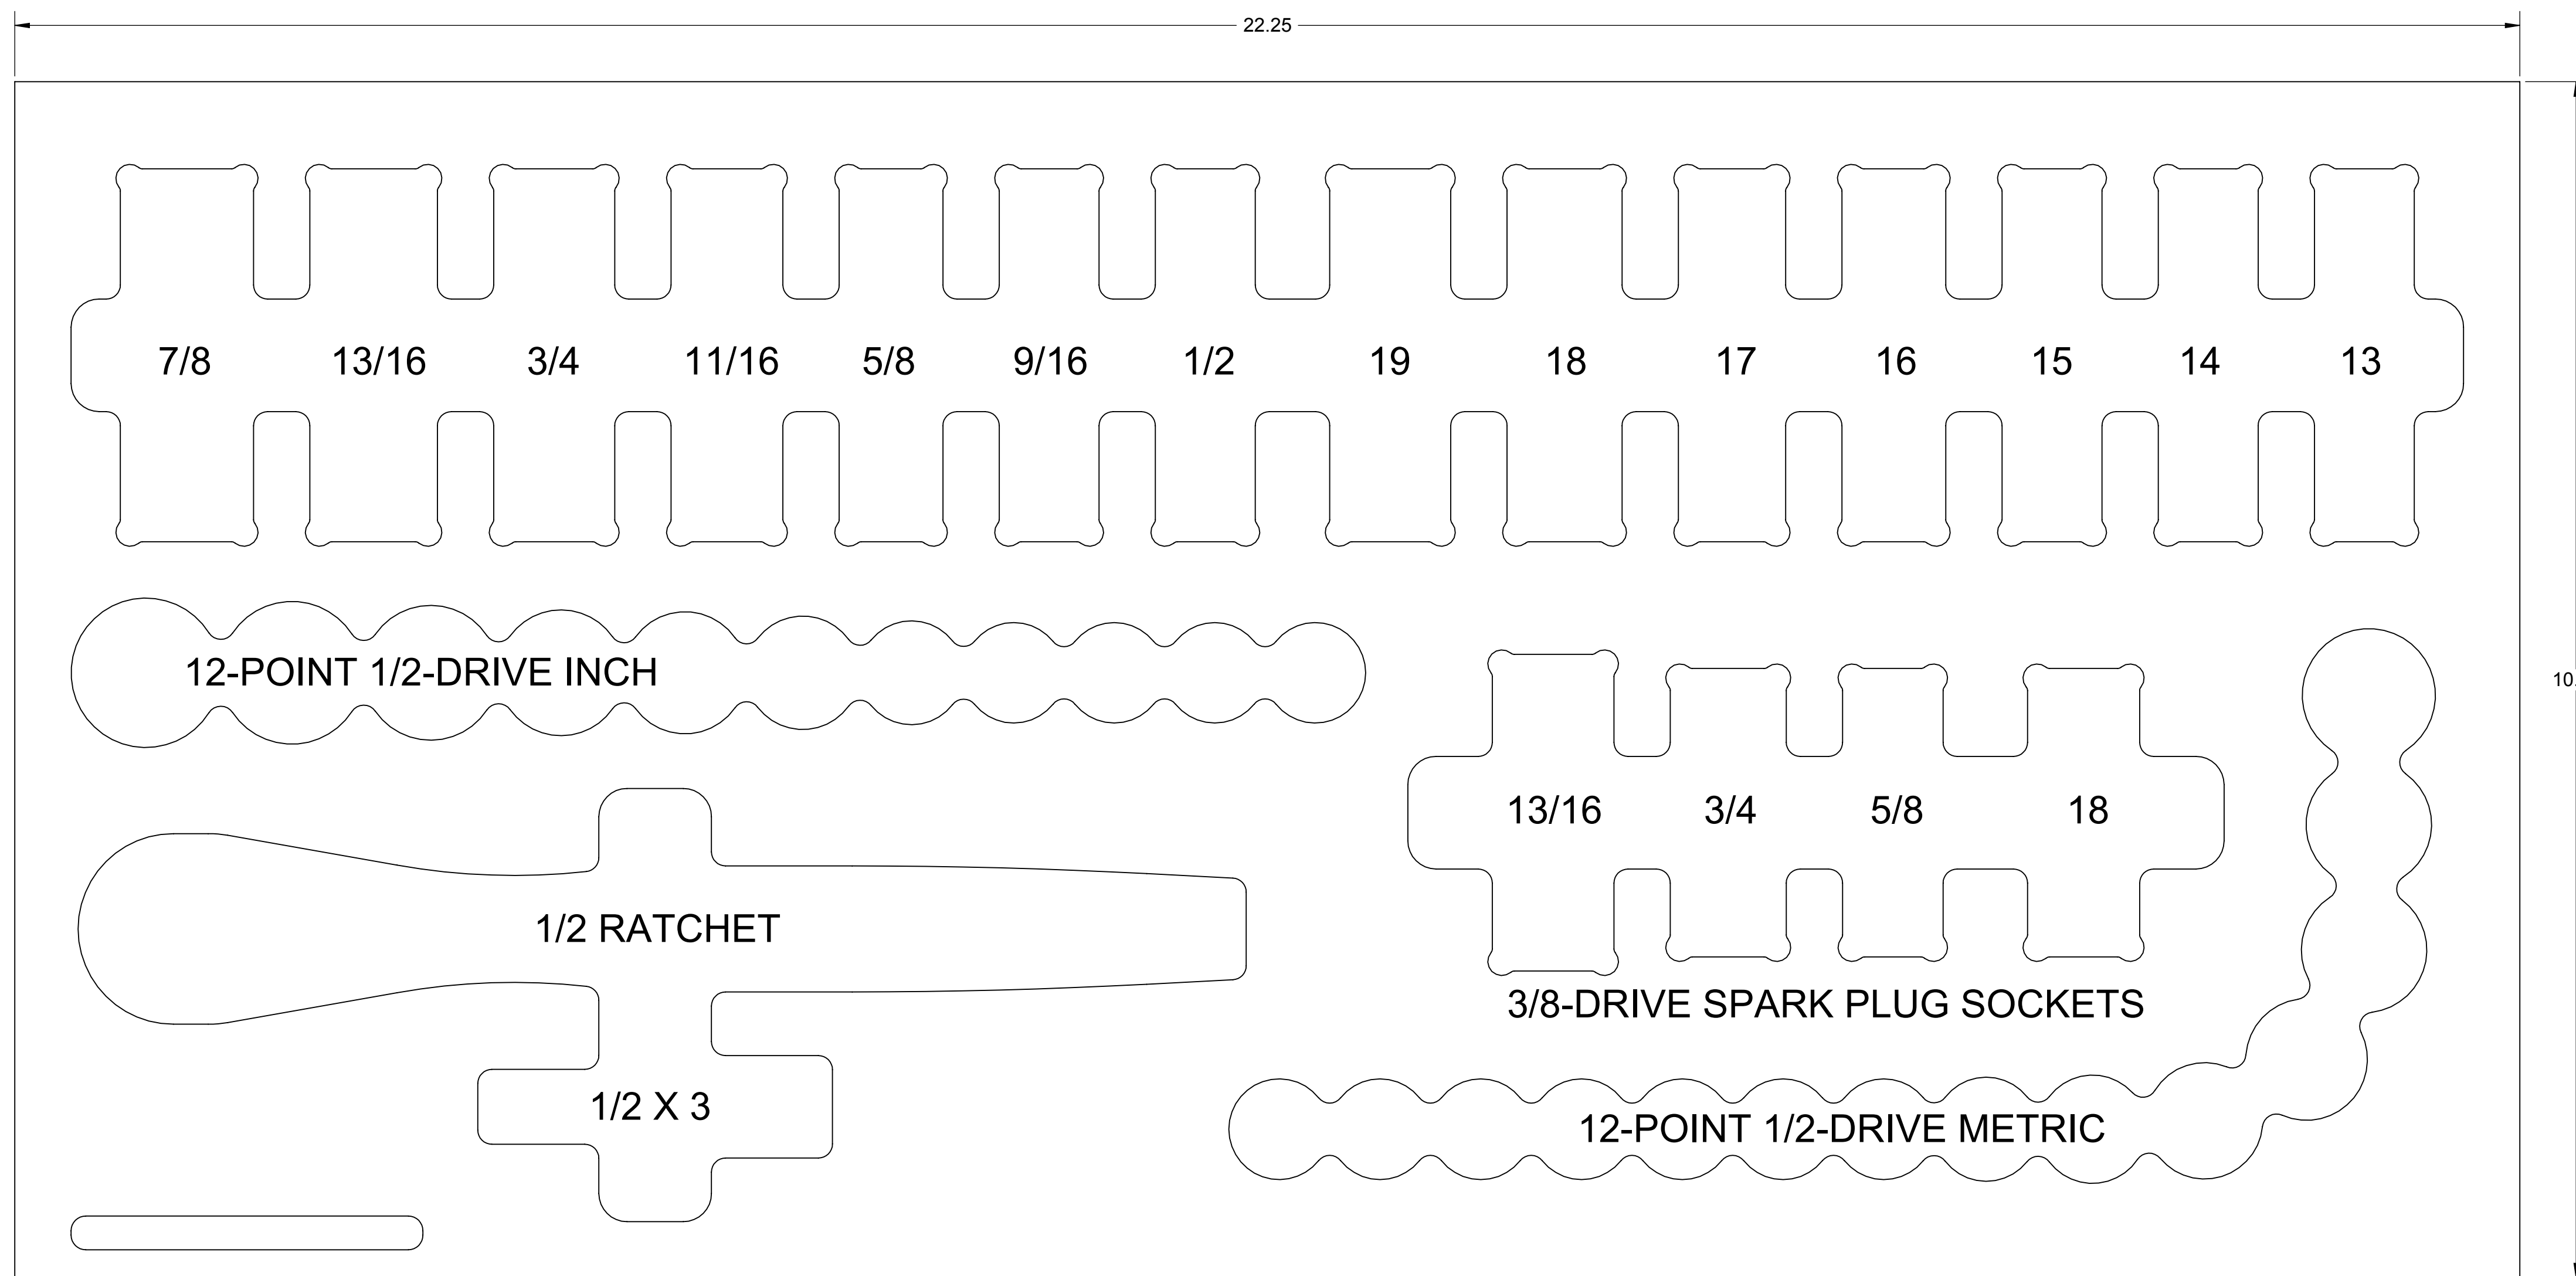 22.25
7/8 13/16 3/4 11/16 5/8 9/16 1/2 19 18 17 16 15 14 13
12-POINT 1/2-DRIVE INCH
10.
13/16 3/4 5/8 18
1/2 RATCHET
3/8-DRIVE SPARK PLUG SOCKETS
1/2 X 3
12-POINT 1/2-DRIVE METRIC